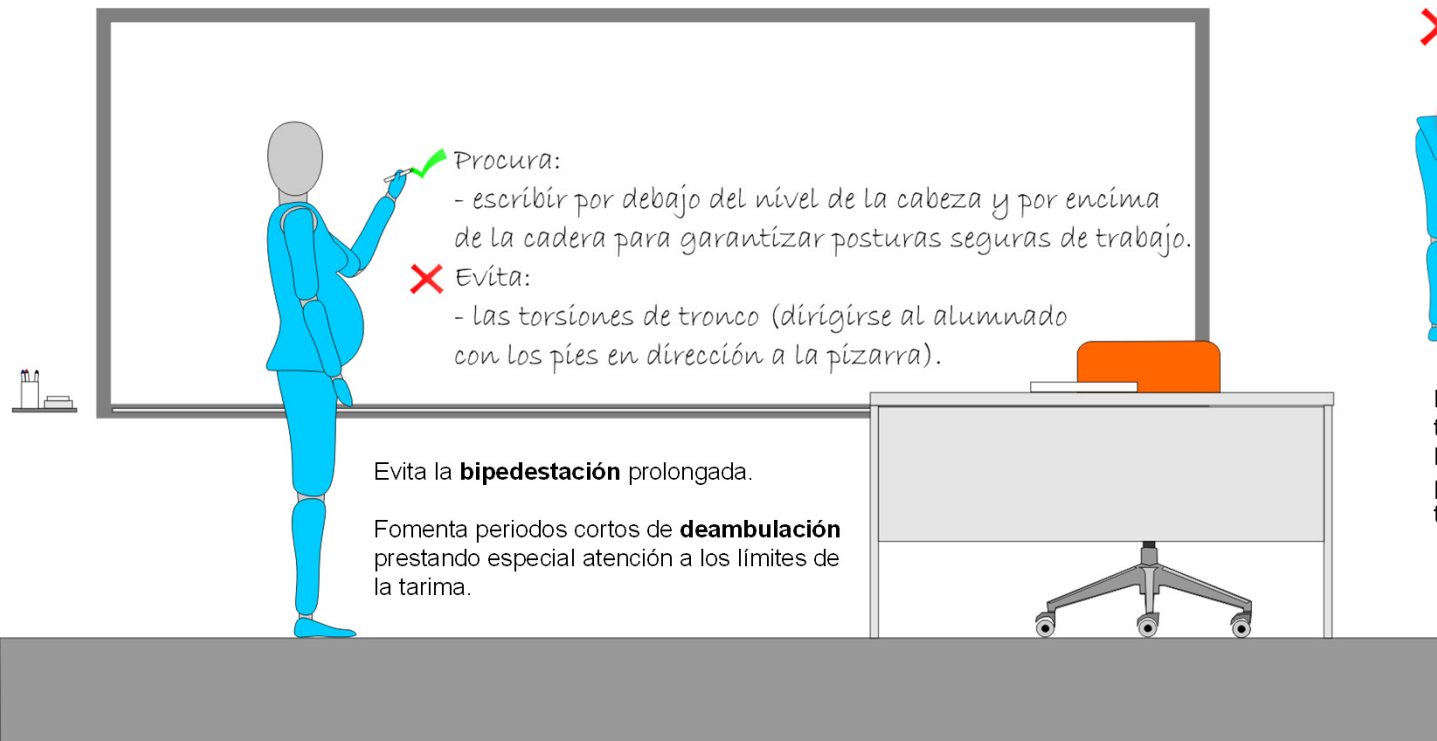 Procura:
- escribir por debajo del nivel de la cabeza y por encima
de la cadera para garantizar posturas seguras de trabajo.
Evita:
- las torsiones de tronco (dirigirse al alumnado
con los pies en dirección a la pizarra).
Evita la bipedestación prolongada.
Fomenta periodos cortos de deambulación
prestando especial atención a los límites de
la tarima.